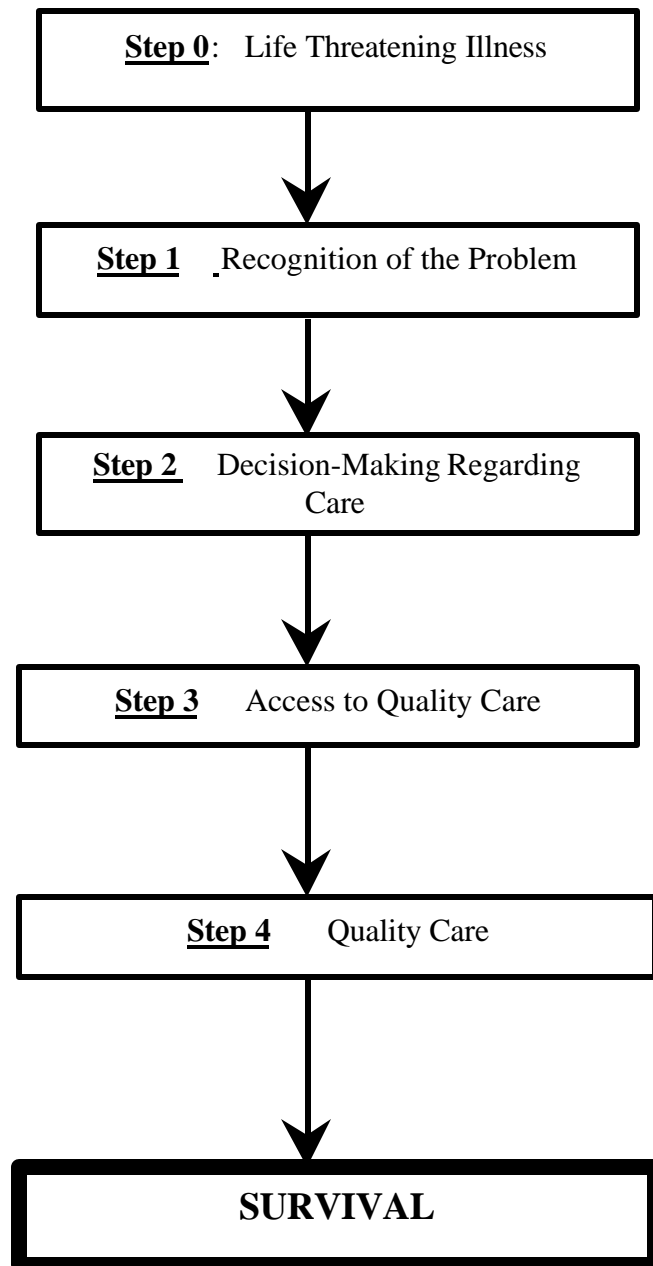 Step 0: Life Threatening Illness
Step 1 Recognition of the Problem
Step 2 Decision-Making Regarding
Care
Step 3 Access to Quality Care
Step 4 Quality Care
SURVIVAL